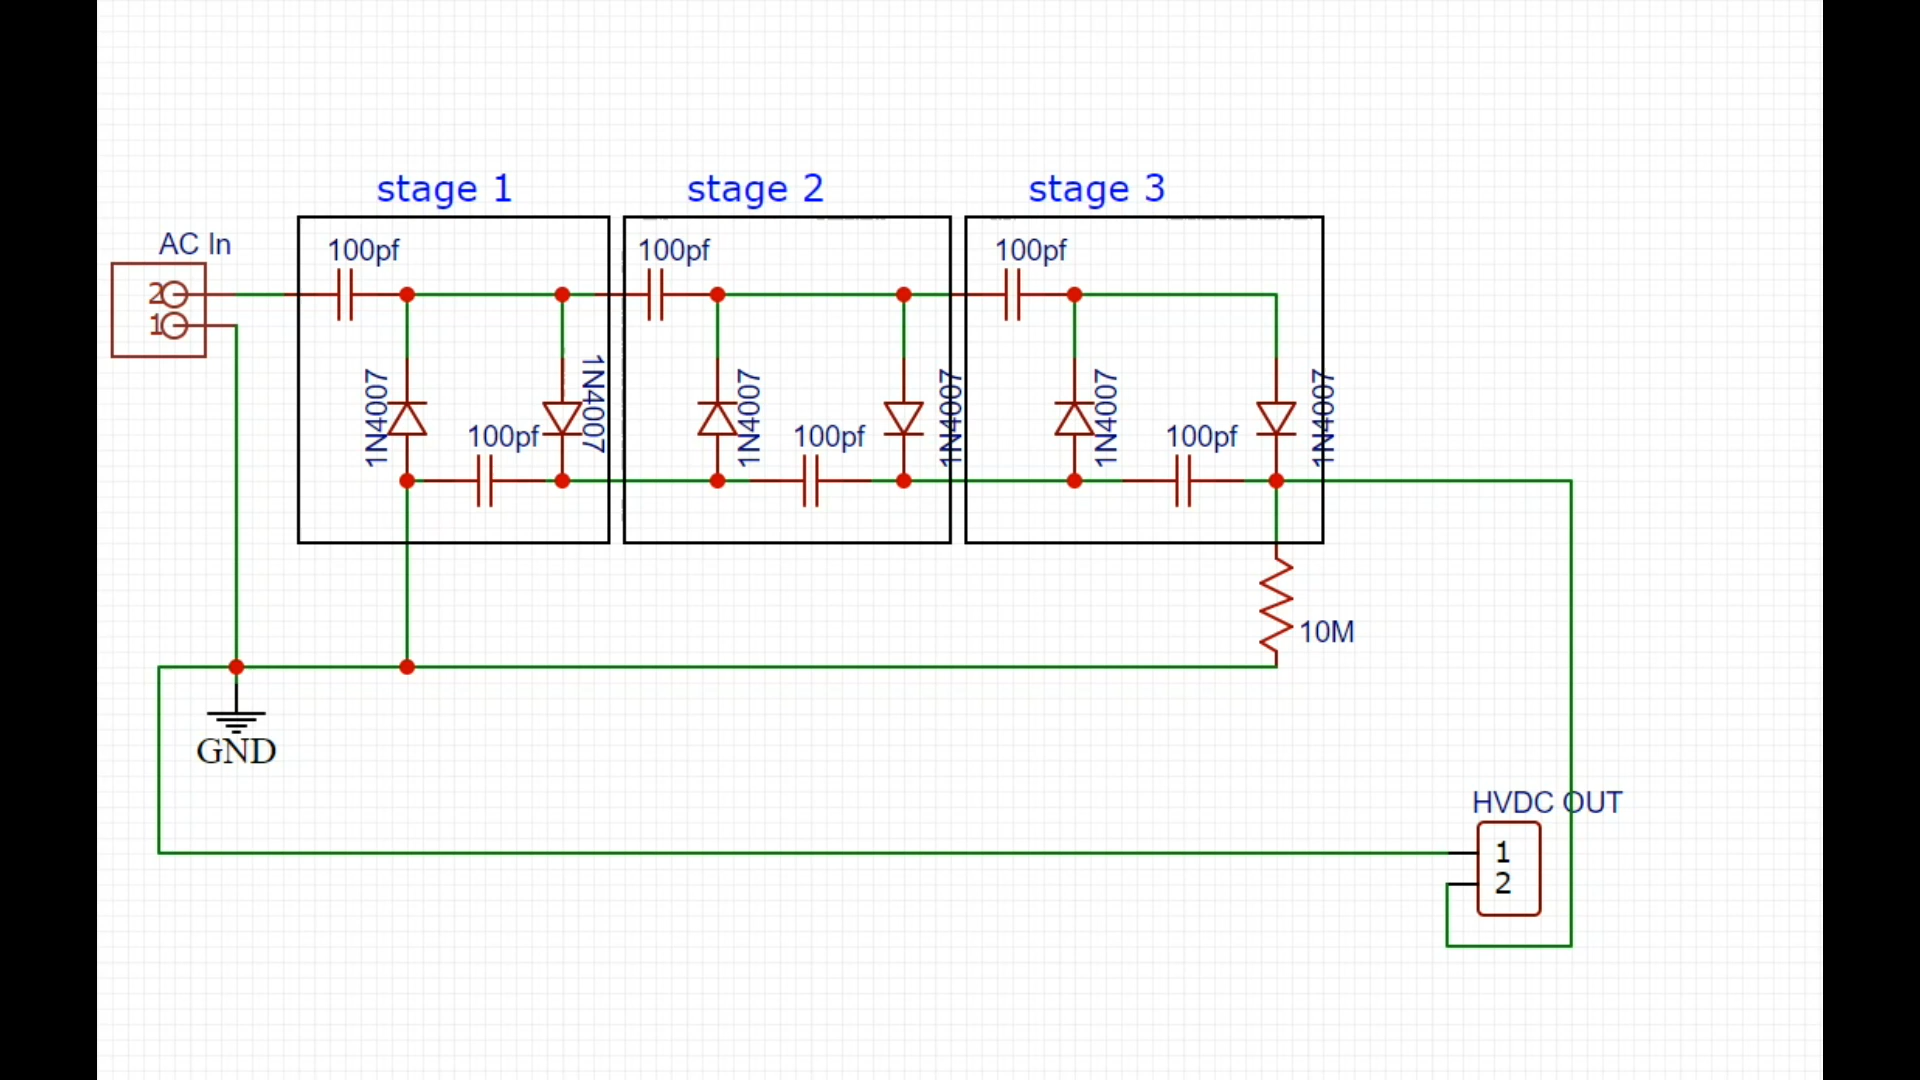 stage 1
stage 2
stage 3
AC In
100pf
100pf
100pf
2
1
1N4007
1N4007
1N4007
1N4007
1N4007
1N4007
100pf
100pf
100pf
10M
GND
HVDC OUT
1
2